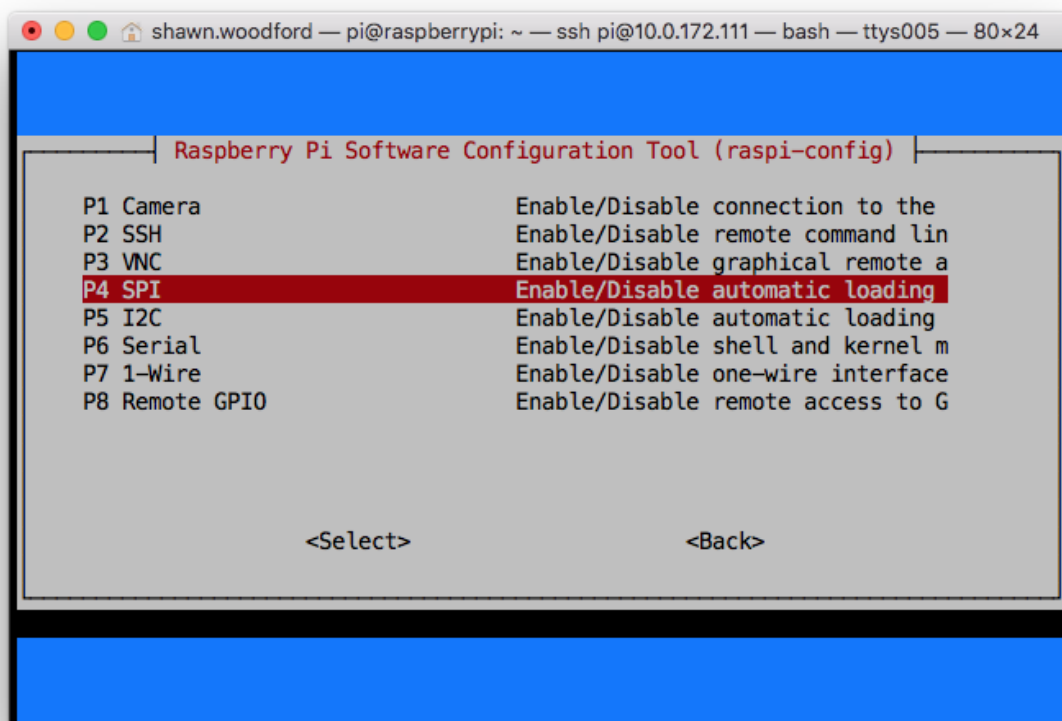 shawn.woodford — pi@raspberrypi: ~ — ssh pi@10.0.172.111 — bash — ttys005 — 80×24
Raspberry Pi Software Configuration Tool (raspi-config)
P1 Camera Enable/Disable connection to the
P2 SSH Enable/Disable remote command lin
P3 VNC Enable/Disable graphical remote a
P4 SPI Enable/Disable automatic loading
P5 I2C Enable/Disable automatic loading
P6 Serial Enable/Disable shell and kernel m
P7 1-Wire Enable/Disable one-wire interface
P8 Remote GPIO Enable/Disable remote access to G
<Select> <Back>